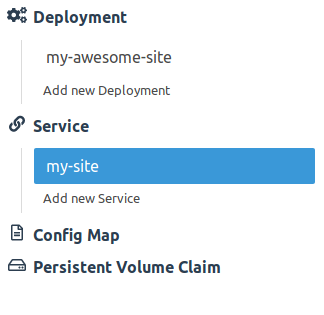 Deployment
my-awesome-site
Add new Deployment
Service
my-site
Add new Service
Config Map
Persistent Volume Claim